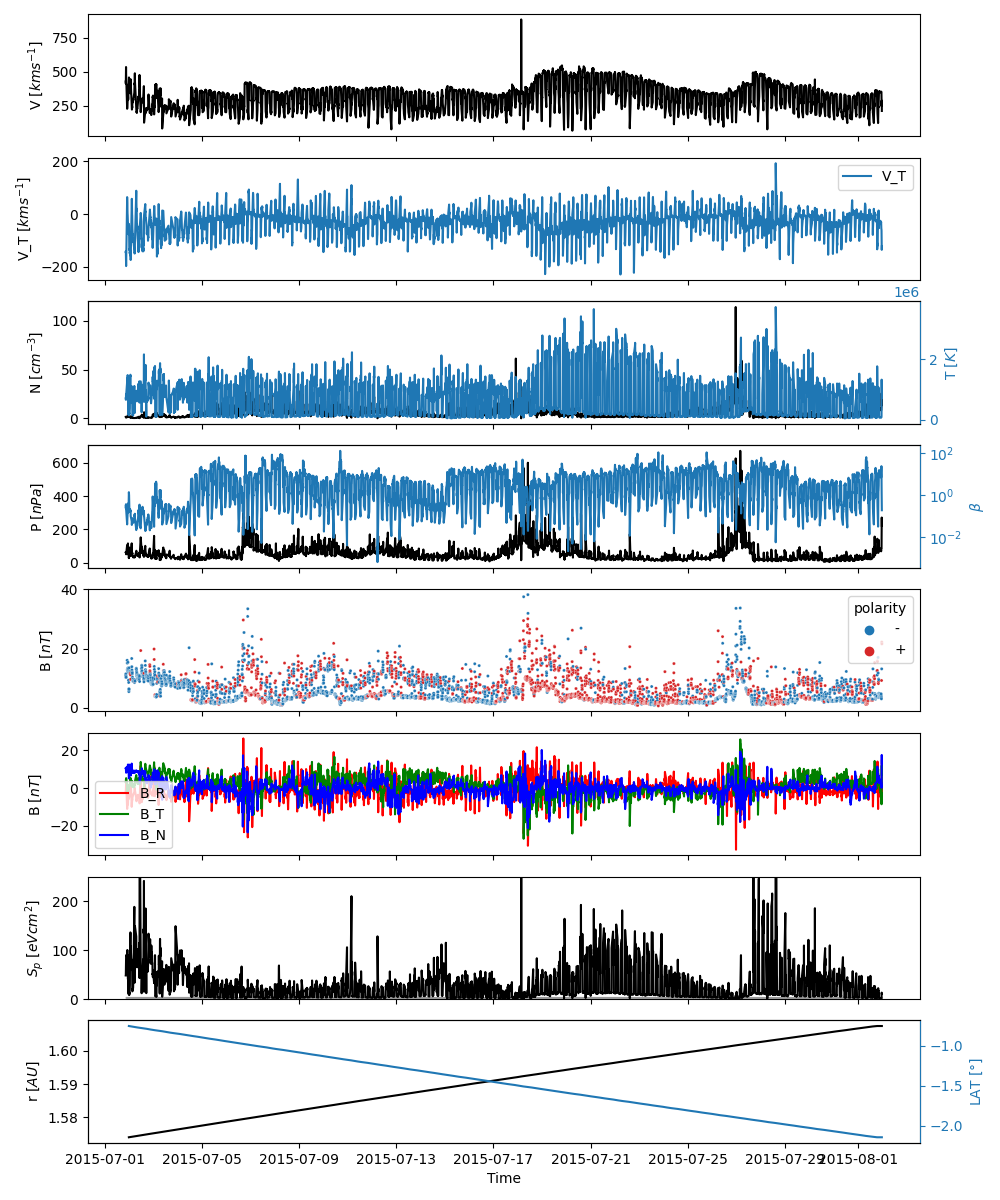 750
500
250
V [kms⁻¹]
200
0
−200
V_T [kms⁻¹]
V_T
1e6
100
50
0
N [cm⁻³]
2
0
T [K]
600
400
200
0
P [nPa]
10²
10⁰
10⁻²
β
40
20
0
B [nT]
polarity
-
+
20
0
−20
B [nT]
B_R
B_T
B_N
200
100
0
Sₚ [eVcm²]
1.60
1.59
1.58
r [AU]
−1.0
−1.5
−2.0
LAT [°]
2015-07-01 2015-07-05 2015-07-09 2015-07-13 2015-07-17 2015-07-21 2015-07-25 2015-07-29 2015-08-01
Time